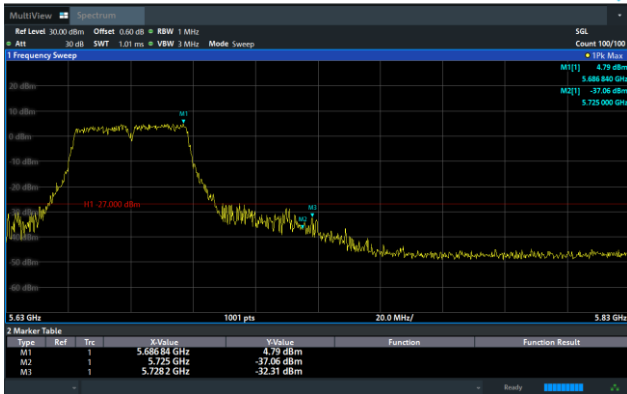 MultiView Spectrum
Ref Level 30.00 dBm Offset 0.60 dB RBW 1 MHz SGL
Att 30 dB SWT 1.01 ms VBW 3 MHz Mode Sweep Count 100/100
1 Frequency Sweep 1Pk Max
M1[1] 4.79 dBm
5.686 840 GHz
M2[1] -37.06 dBm
5.725 000 GHz
20 dBm
10 dBm
M1
0 dBm
-10 dBm
-20 dBm
H1 -27.000 dBm
M3
M2
-50 dBm
-60 dBm
5.63 GHz 1001 pts 20.0 MHz/ 5.83 GHz
2 Marker Table
Type Ref Trc X-Value Y-Value Function Function Result
M1 1 5.686 84 GHz 4.79 dBm
M2 1 5.725 GHz -37.06 dBm
M3 1 5.728 2 GHz -32.31 dBm
Ready